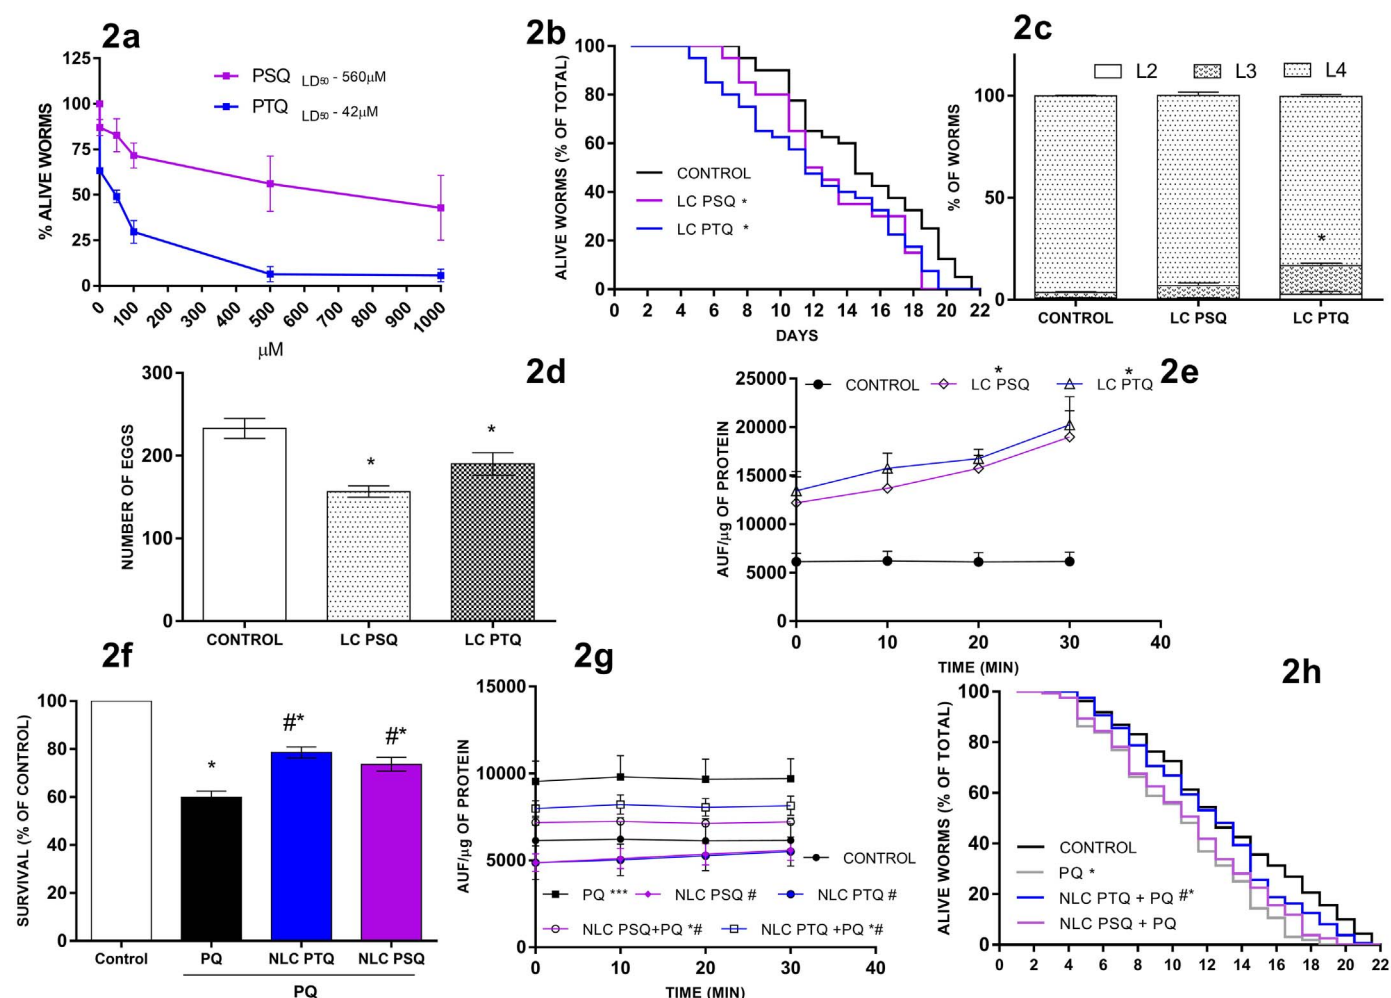 2a
125
100
75
50
25
0
% ALIVE WORMS
PSQ LD50 - 560µM
PTQ LD50 - 42µM
0 100 200 300 400 500 600 700 800 900 1000
µM
2b
100
80
60
40
20
0
ALIVE WORMS (% OF TOTAL)
CONTROL
LC PSQ *
LC PTQ *
0 2 4 6 8 10 12 14 16 18 20 22
DAYS
2c
L2 L3 L4
100
50
0
% OF WORMS
*
CONTROL LC PSQ LC PTQ
2d
300
200
100
0
NUMBER OF EGGS
* *
CONTROL LC PSQ LC PTQ
2e
25000
20000
15000
10000
5000
0
AUF/µg OF PROTEIN
CONTROL LC PSQ * LC PTQ *
0 10 20 30 40
TIME (MIN)
2f
100
80
60
40
20
0
SURVIVAL (% OF CONTROL)
* #* #*
Control PQ NLC PTQ NLC PSQ
PQ
2g
15000
10000
5000
0
AUF/µg OF PROTEIN
CONTROL
PQ *** NLC PSQ # NLC PTQ #
NLC PSQ+PQ *# NLC PTQ +PQ *#
0 10 20 30 40
TIME (MIN)
2h
100
80
60
40
20
0
ALIVE WORMS (% OF TOTAL)
CONTROL
PQ *
NLC PTQ + PQ #*
NLC PSQ + PQ
0 2 4 6 8 10 12 14 16 18 20 22